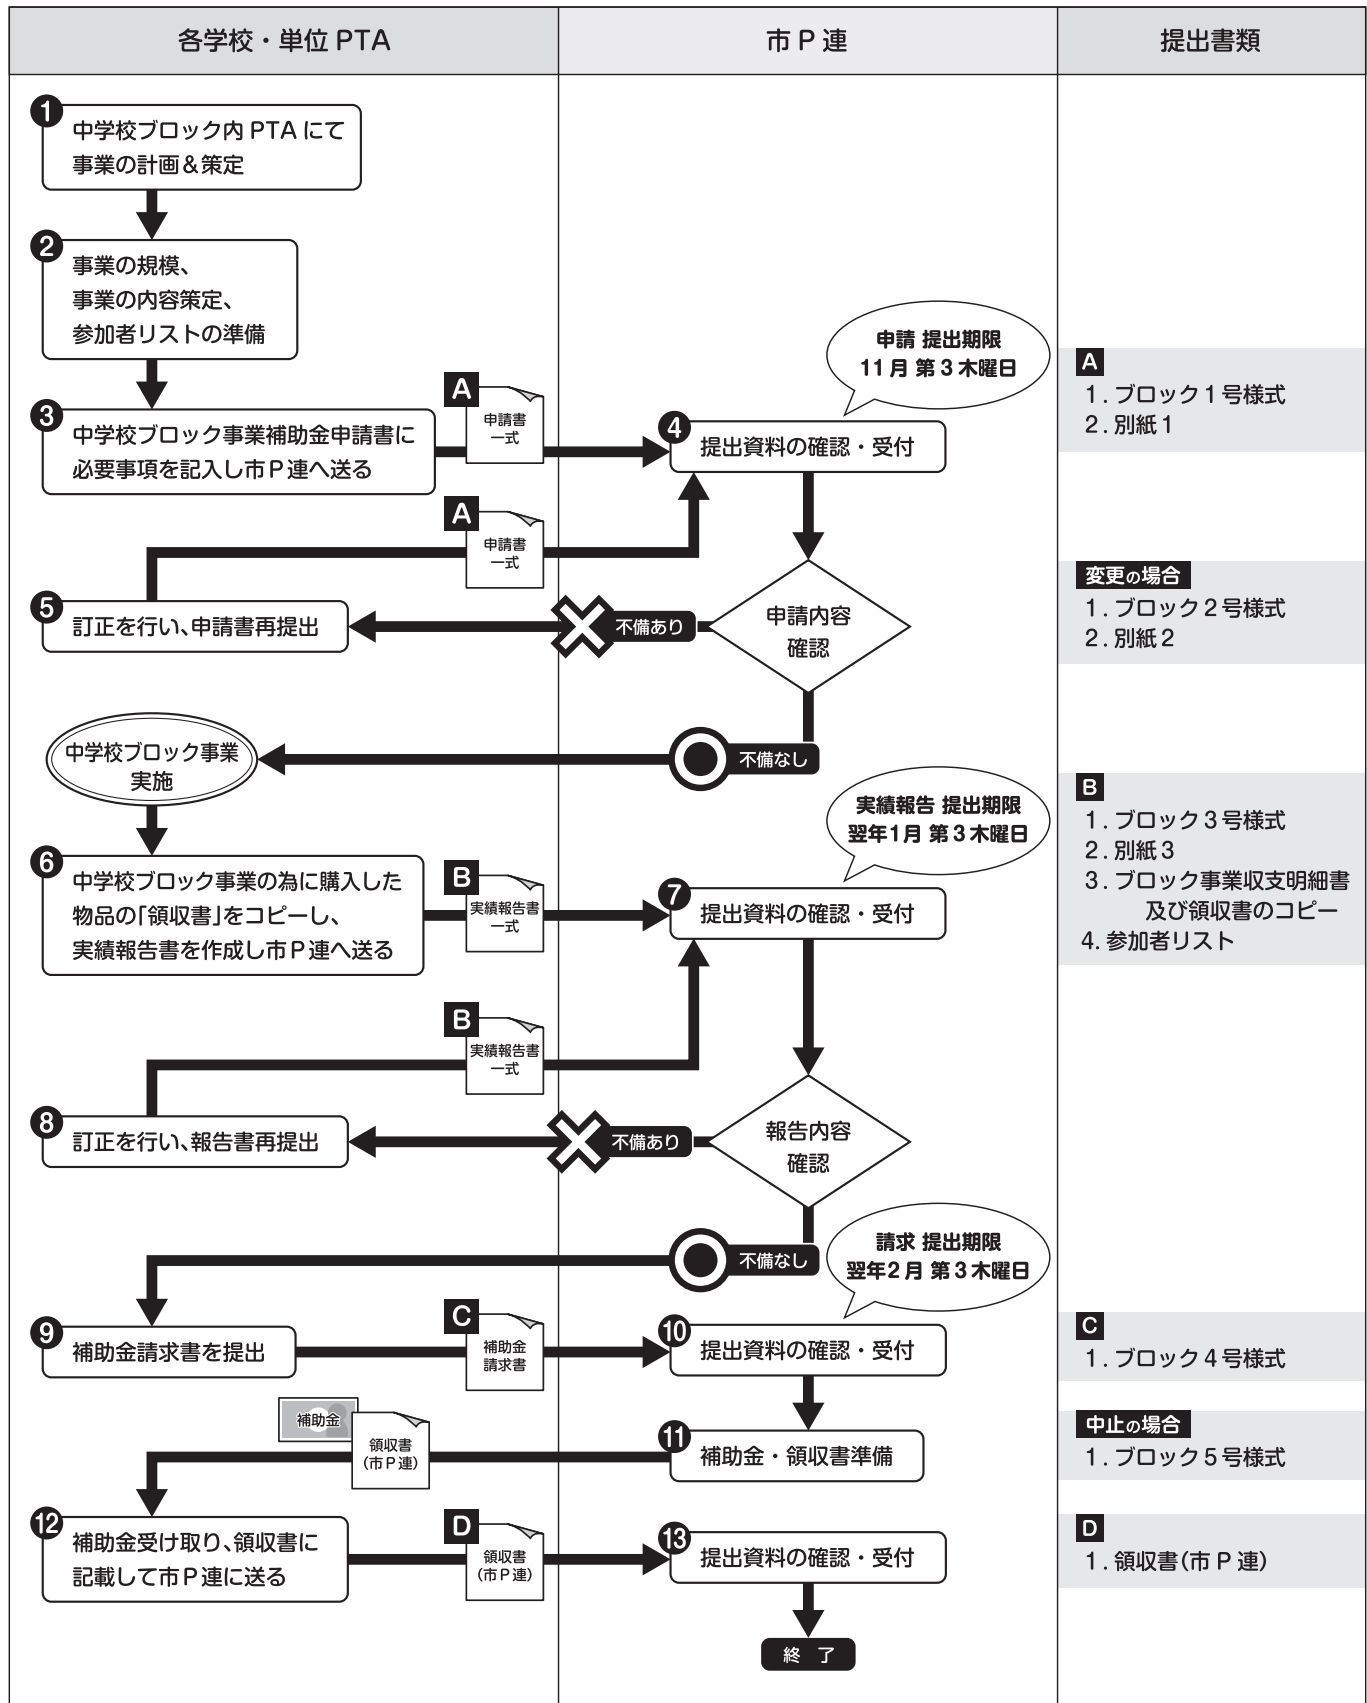 各学校・単位 PTA
市 P 連
提出書類
❶
中学校ブロック内 PTA にて
事業の計画&策定
❷
事業の規模、
事業の内容策定、
参加者リストの準備
❸
中学校ブロック事業補助金申請書に
必要事項を記入し市P連へ送る
A
申請書
一式
申請 提出期限
11月 第3木曜日
❹
提出資料の確認・受付
A
1. ブロック1号様式
2. 別紙1
A
申請書
一式
❺
訂正を行い、申請書再提出
不備あり
申請内容
確認
変更の場合
1. ブロック2号様式
2. 別紙2
不備なし
中学校ブロック事業
実施
実績報告 提出期限
翌年1月 第3木曜日
❻
中学校ブロック事業の為に購入した
物品の「領収書」をコピーし、
実績報告書を作成し市P連へ送る
B
実績報告書
一式
❼
提出資料の確認・受付
B
1. ブロック3号様式
2. 別紙3
3. ブロック事業収支明細書
及び領収書のコピー
4. 参加者リスト
B
実績報告書
一式
❽
訂正を行い、報告書再提出
不備あり
報告内容
確認
不備なし
請求 提出期限
翌年2月 第3木曜日
❾
補助金請求書を提出
C
補助金
請求書
❿
提出資料の確認・受付
C
1. ブロック4号様式
補助金
領収書
(市P連)
⓫
補助金・領収書準備
中止の場合
1. ブロック5号様式
⓬
補助金受け取り、領収書に
記載して市P連に送る
D
領収書
(市P連)
⓭
提出資料の確認・受付
D
1. 領収書(市 P 連)
終 了